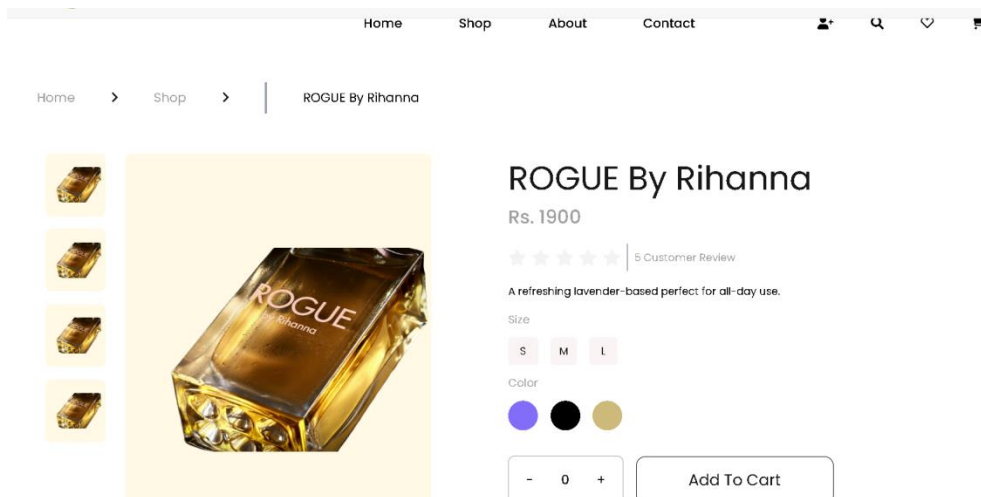 Home Shop About Contact
Home > Shop > ROGUE By Rihanna
ROGUE By Rihanna
Rs. 1900
5 Customer Review
A refreshing lavender-based perfect for all-day use.
Size
S M L
Color
- 0 +
Add To Cart
ROGUE
By Rihanna